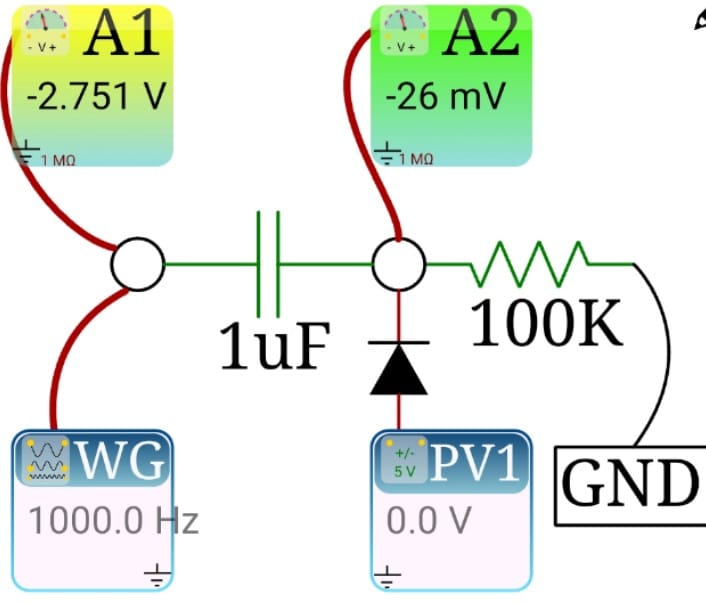 A1
- V +
-2.751 V
1 MΩ
A2
- V +
-26 mV
1 MΩ
1uF
100K
WG
1000.0 Hz
+/-
5 V
PV1
0.0 V
GND